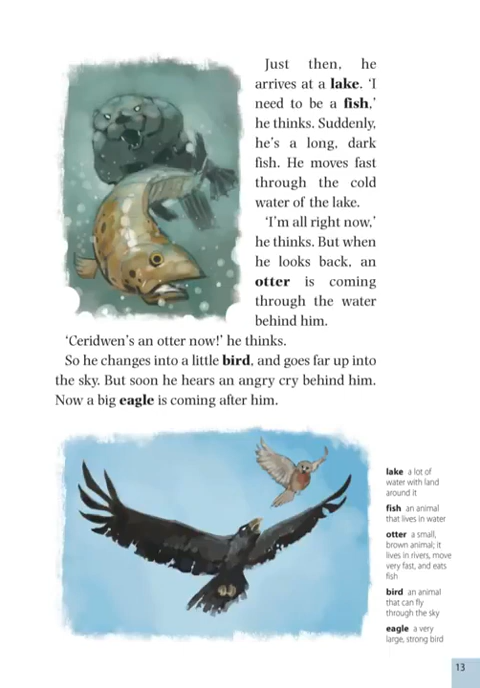 Just then, he
arrives at a lake. ‘I
need to be a fish,’
he thinks. Suddenly,
he’s a long, dark
fish. He moves fast
through the cold
water of the lake.
‘I’m all right now,’
he thinks. But when
he looks back, an
otter is coming
through the water
behind him.
‘Ceridwen’s an otter now!’ he thinks.
So he changes into a little bird, and goes far up into
the sky. But soon he hears an angry cry behind him.
Now a big eagle is coming after him.
lake a lot of
water with land
around it
fish an animal
that lives in water
otter a small,
brown animal; it
lives in rivers, move
very fast, and eats
fish
bird an animal
that can fly
through the sky
eagle a very
large, strong bird
13